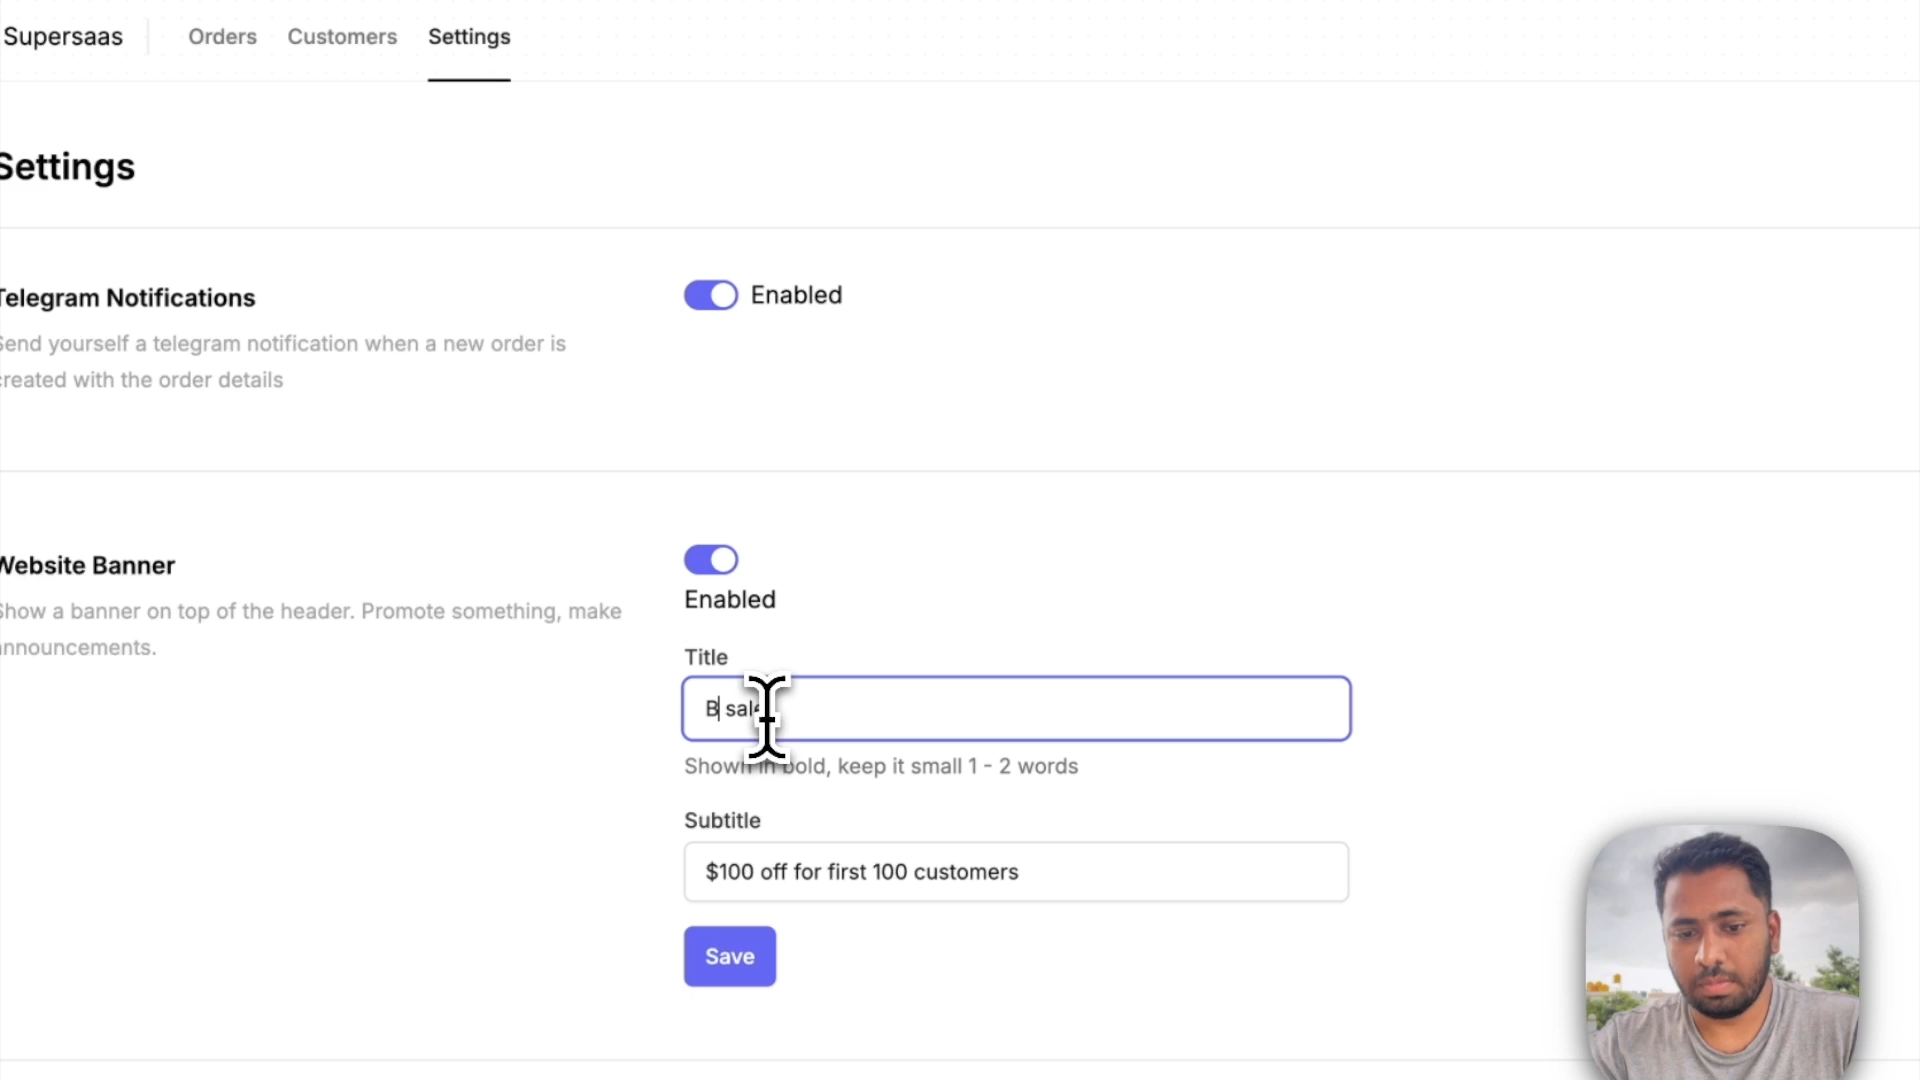 Supersaas
Orders
Customers
Settings
Settings
Telegram Notifications
Send yourself a telegram notification when a new order is
created with the order details
Enabled
Website Banner
Show a banner on top of the header. Promote something, make
announcements.
Enabled
Title
B sale
Shown in bold, keep it small 1 - 2 words
Subtitle
$100 off for first 100 customers
Save